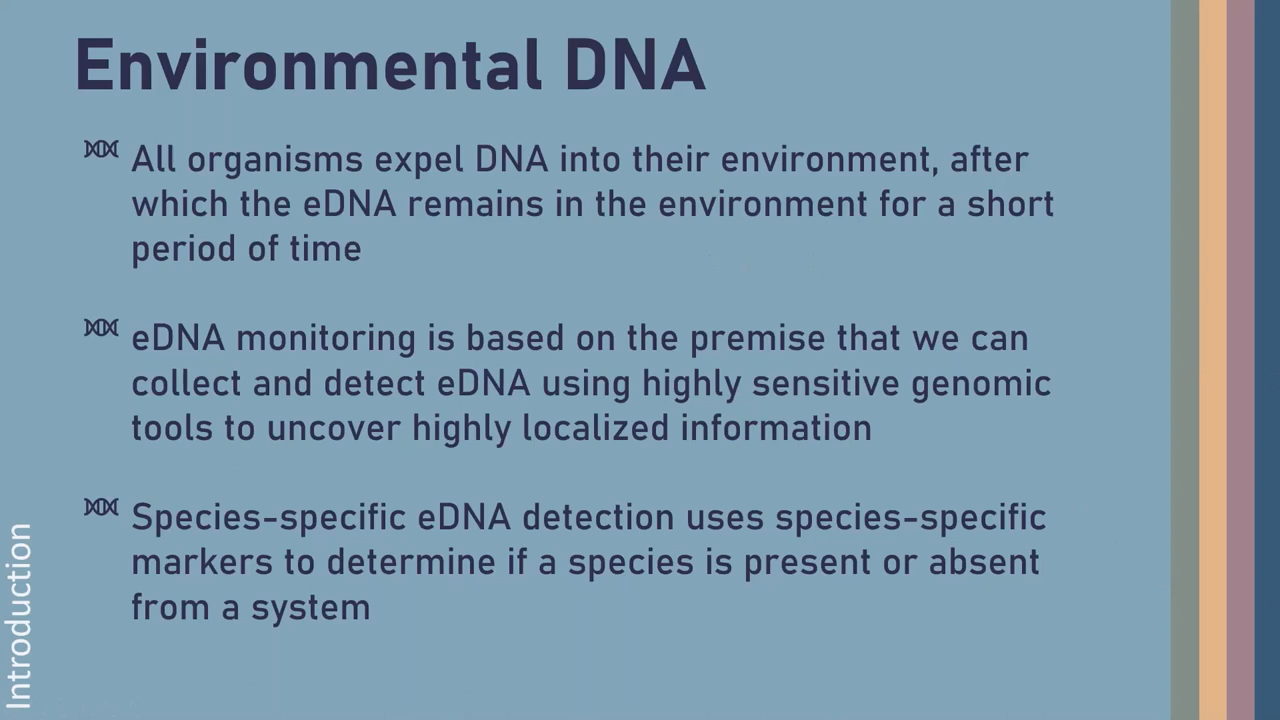 Environmental DNA
All organisms expel DNA into their environment, after
which the eDNA remains in the environment for a short
period of time
eDNA monitoring is based on the premise that we can
collect and detect eDNA using highly sensitive genomic
tools to uncover highly localized information
Species-specific eDNA detection uses species-specific
markers to determine if a species is present or absent
from a system
Introduction